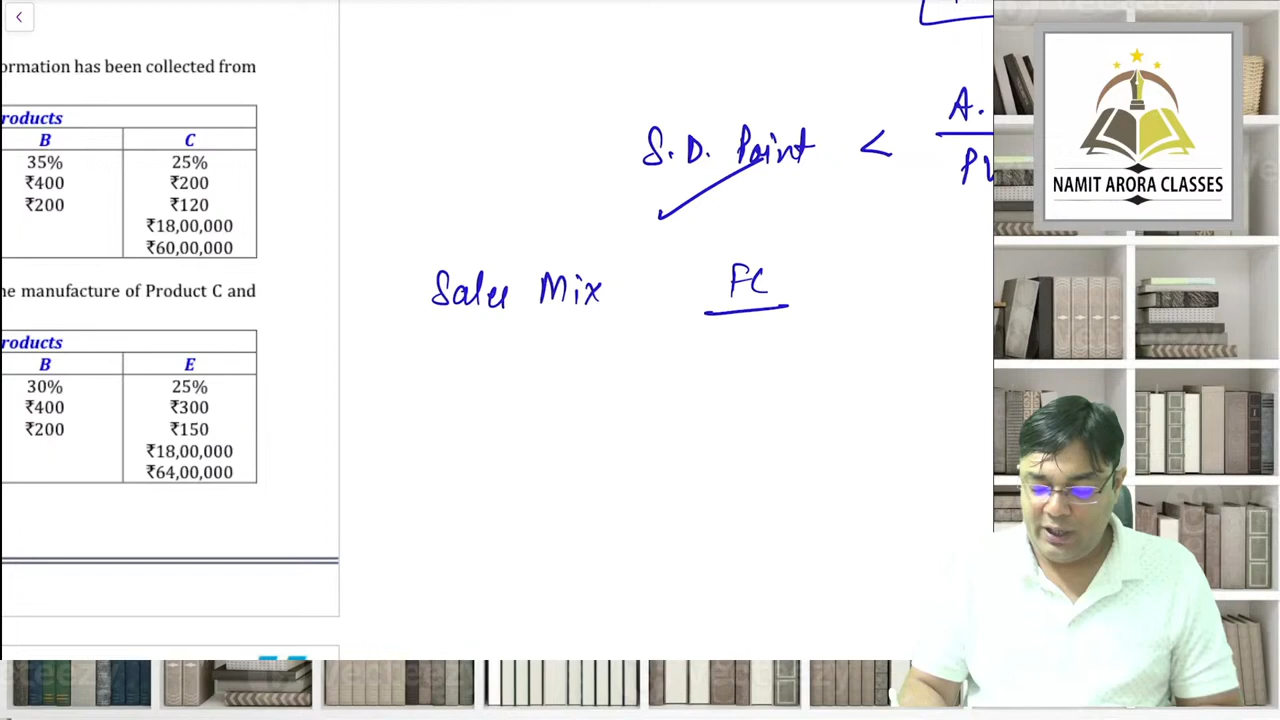 ormation has been collected from
roducts
B C
35% 25%
₹400 ₹200
₹200 ₹120
₹18,00,000
₹60,00,000
he manufacture of Product C and
roducts
B E
30% 25%
₹400 ₹300
₹200 ₹150
₹18,00,000
₹64,00,000
S.D. Point < A.
PV
Sales Mix FC
NAMIT ARORA CLASSES